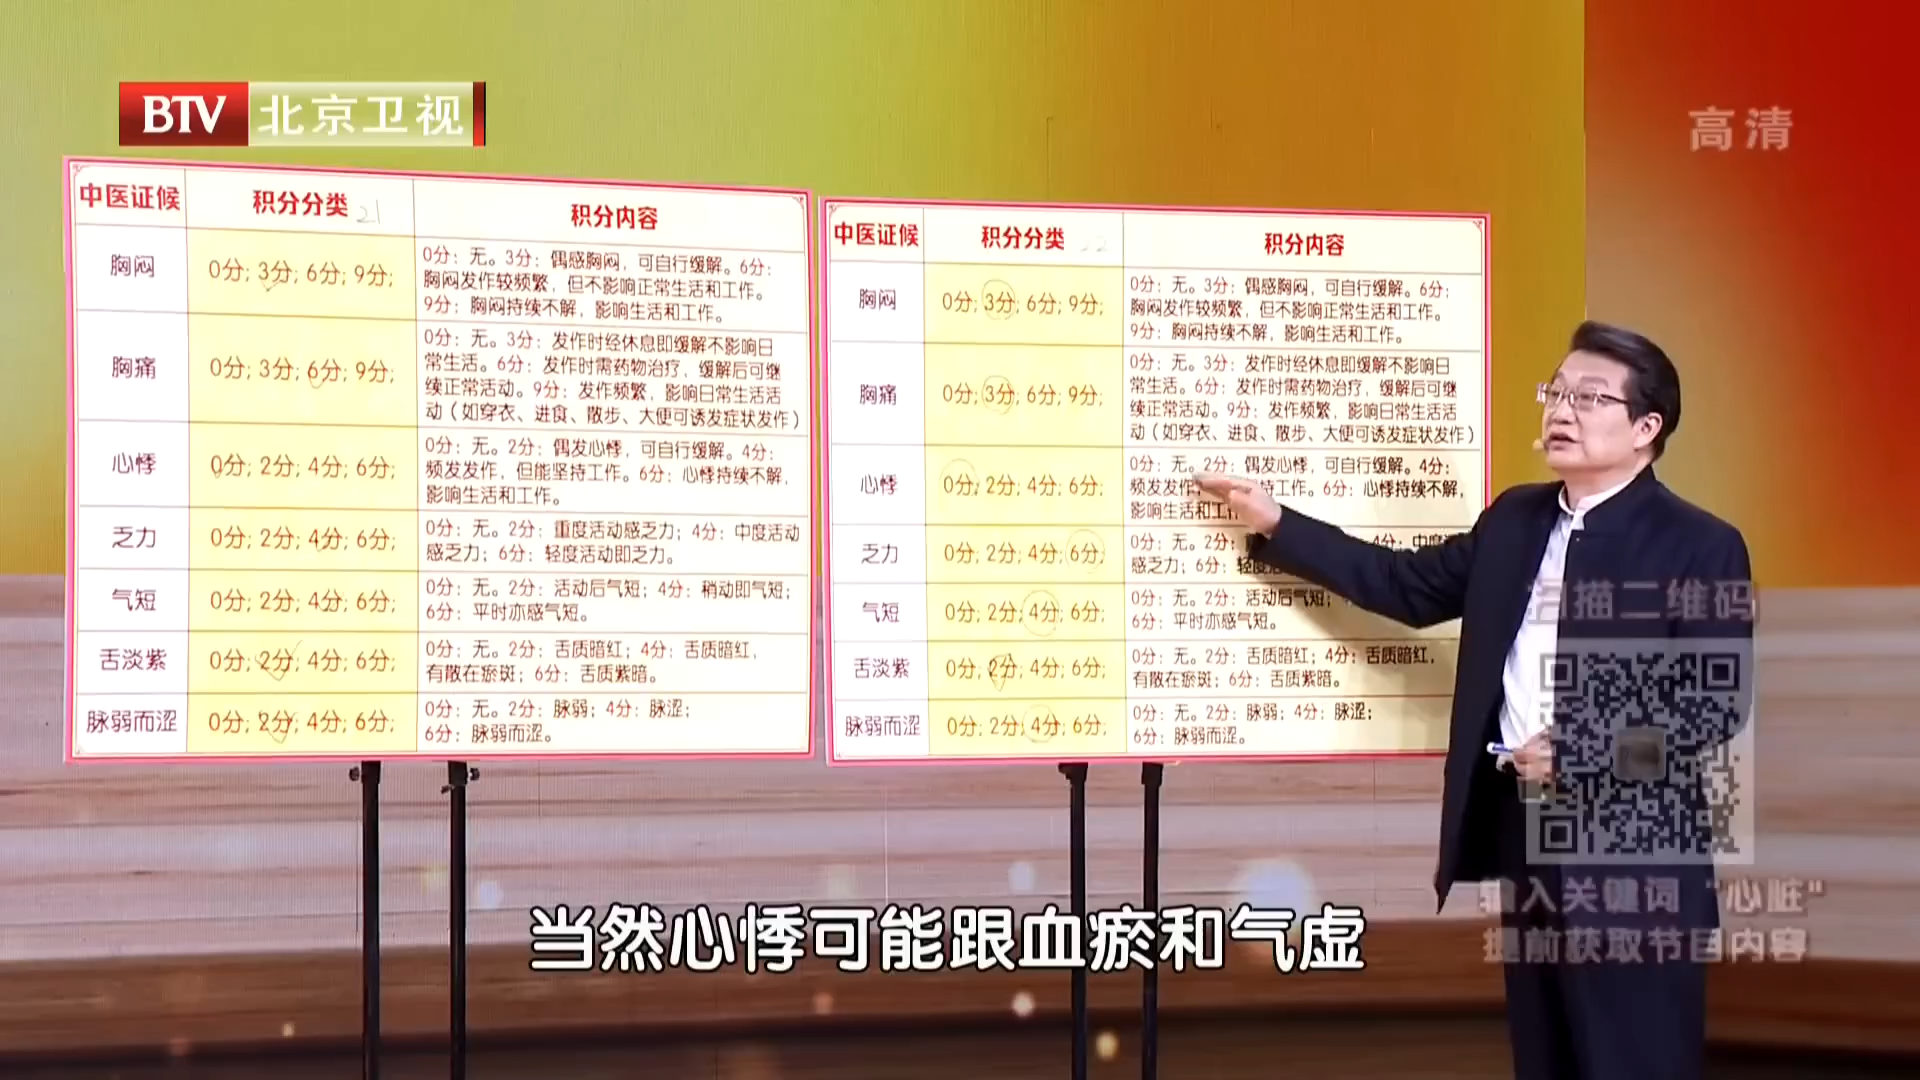 BTV 北京卫视
高清
中医证候 积分分类 21 积分内容
胸闷 0分; 3分; 6分; 9分;
0分：无。3分：偶感胸闷，可自行缓解。6分：
胸闷发作较频繁，但不影响正常生活和工作。
9分：胸闷持续不解，影响生活和工作。
胸痛 0分; 3分; 6分; 9分;
0分：无。3分：发作时经休息即缓解不影响日
常生活。6分：发作时需药物治疗，缓解后可继
续正常活动。9分：发作频繁，影响日常生活活
动（如穿衣、进食、散步、大便可诱发症状发作）
心悸 0分; 2分; 4分; 6分;
0分：无。2分：偶发心悸，可自行缓解。4分：
频发发作，但能坚持工作。6分：心悸持续不解，
影响生活和工作。
乏力 0分; 2分; 4分; 6分;
0分：无。2分：重度活动感乏力；4分：中度活动
感乏力；6分：轻度活动即乏力。
气短 0分; 2分; 4分; 6分;
0分：无。2分：活动后气短；4分：稍动即气短；
6分：平时亦感气短。
舌淡紫 0分; 2分; 4分; 6分;
0分：无。2分：舌质暗红；4分：舌质暗红，
有散在瘀斑；6分：舌质紫暗。
脉弱而涩 0分; 2分; 4分; 6分;
0分：无。2分：脉弱；4分：脉涩；
6分：脉弱而涩。
中医证候 积分分类 22 积分内容
胸闷 0分; 3分; 6分; 9分;
0分：无。3分：偶感胸闷，可自行缓解。6分：
胸闷发作较频繁，但不影响正常生活和工作。
9分：胸闷持续不解，影响生活和工作。
胸痛 0分; 3分; 6分; 9分;
0分：无。3分：发作时经休息即缓解不影响日
常生活。6分：发作时需药物治疗，缓解后可继
续正常活动。9分：发作频繁，影响日常生活活
动（如穿衣、进食、散步、大便可诱发症状发作）
心悸 0分; 2分; 4分; 6分;
0分：无。2分：偶发心悸，可自行缓解。4分：
频发发作，持工作。6分：心悸持续不解，
影响生活和工
乏力 0分; 2分; 4分; 6分;
0分：无。2分： 4分：中度
感乏力；6分：轻度
气短 0分; 2分; 4分; 6分;
0分：无。2分：活动后气短；
6分：平时亦感气短。
舌淡紫 0分; 2分; 4分; 6分;
0分：无。2分：舌质暗红；4分：舌质暗红，
有散在瘀斑；6分：舌质紫暗。
脉弱而涩 0分; 2分; 4分; 6分;
0分：无。2分：脉弱；4分：脉涩；
6分：脉弱而涩。
扫描二维码
输入关键词“心脏”
提前获取节目内容
当然心悸可能跟血瘀和气虚